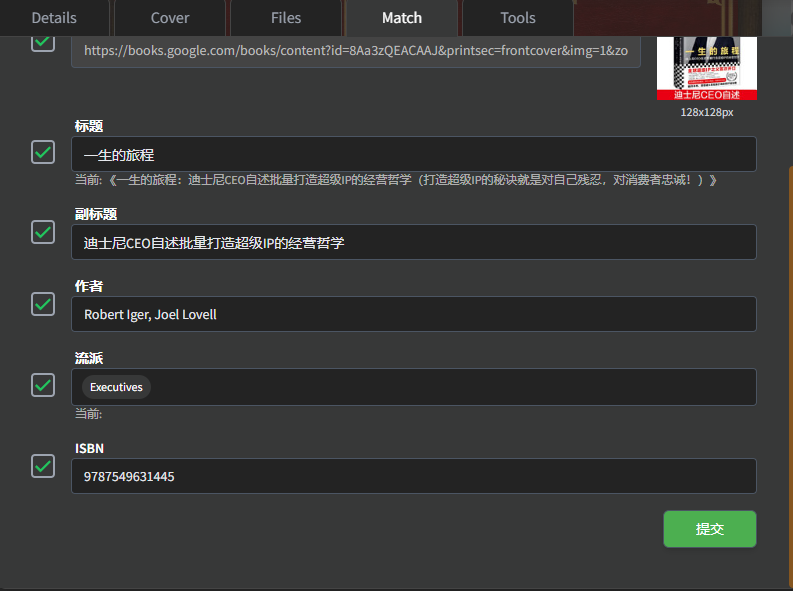 Details
Cover
Files
Match
Tools
https://books.google.com/books/content?id=8Aa3zQEACAAJ&printsec=frontcover&img=1&zo
一生的旅程
迪士尼CEO自述
128x128px
标题
一生的旅程
当前:《一生的旅程：迪士尼CEO自述批量打造超级IP的经营哲学（打造超级IP的秘诀就是对自己残忍，对消费者忠诚！）》
副标题
迪士尼CEO自述批量打造超级IP的经营哲学
作者
Robert Iger, Joel Lovell
流派
Executives
当前:
ISBN
9787549631445
提交